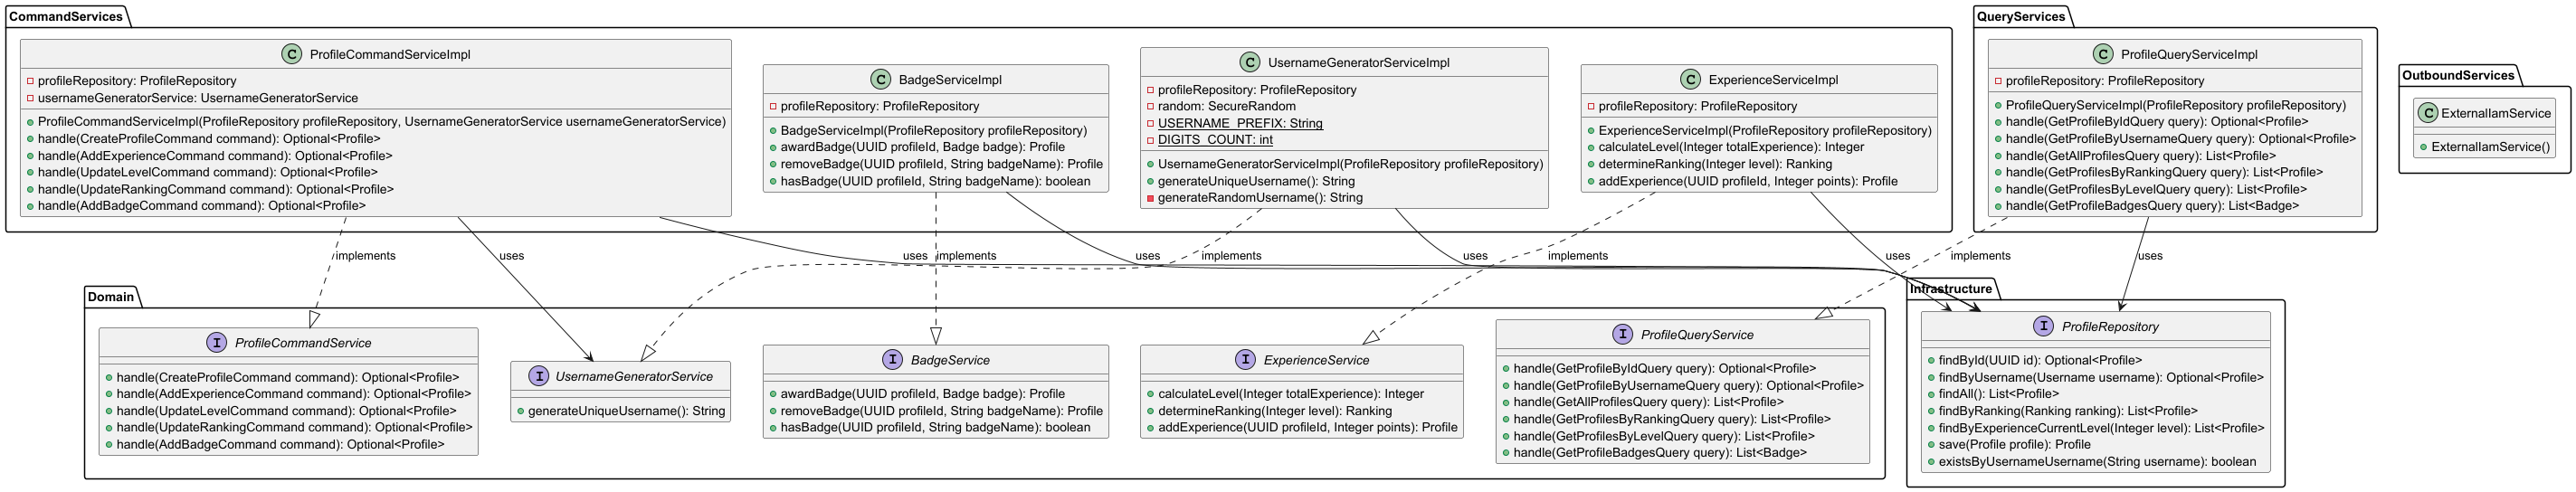 CommandServices
C ProfileCommandServiceImpl
profileRepository: ProfileRepository
usernameGeneratorService: UsernameGeneratorService
ProfileCommandServiceImpl(ProfileRepository profileRepository, UsernameGeneratorService usernameGeneratorService)
handle(CreateProfileCommand command): Optional<Profile>
handle(AddExperienceCommand command): Optional<Profile>
handle(UpdateLevelCommand command): Optional<Profile>
handle(UpdateRankingCommand command): Optional<Profile>
handle(AddBadgeCommand command): Optional<Profile>
C BadgeServiceImpl
profileRepository: ProfileRepository
BadgeServiceImpl(ProfileRepository profileRepository)
awardBadge(UUID profileId, Badge badge): Profile
removeBadge(UUID profileId, String badgeName): Profile
hasBadge(UUID profileId, String badgeName): boolean
C UsernameGeneratorServiceImpl
profileRepository: ProfileRepository
random: SecureRandom
USERNAME_PREFIX: String
DIGITS_COUNT: int
UsernameGeneratorServiceImpl(ProfileRepository profileRepository)
generateUniqueUsername(): String
generateRandomUsername(): String
C ExperienceServiceImpl
profileRepository: ProfileRepository
ExperienceServiceImpl(ProfileRepository profileRepository)
calculateLevel(Integer totalExperience): Integer
determineRanking(Integer level): Ranking
addExperience(UUID profileId, Integer points): Profile
QueryServices
C ProfileQueryServiceImpl
profileRepository: ProfileRepository
ProfileQueryServiceImpl(ProfileRepository profileRepository)
handle(GetProfileByIdQuery query): Optional<Profile>
handle(GetProfileByUsernameQuery query): Optional<Profile>
handle(GetAllProfilesQuery query): List<Profile>
handle(GetProfilesByRankingQuery query): List<Profile>
handle(GetProfilesByLevelQuery query): List<Profile>
handle(GetProfileBadgesQuery query): List<Badge>
OutboundServices
C ExternalIamService
ExternalIamService()
implements
uses
uses
implements
uses
implements
uses
implements
uses
implements
uses
Domain
I ProfileCommandService
handle(CreateProfileCommand command): Optional<Profile>
handle(AddExperienceCommand command): Optional<Profile>
handle(UpdateLevelCommand command): Optional<Profile>
handle(UpdateRankingCommand command): Optional<Profile>
handle(AddBadgeCommand command): Optional<Profile>
I UsernameGeneratorService
generateUniqueUsername(): String
I BadgeService
awardBadge(UUID profileId, Badge badge): Profile
removeBadge(UUID profileId, String badgeName): Profile
hasBadge(UUID profileId, String badgeName): boolean
I ExperienceService
calculateLevel(Integer totalExperience): Integer
determineRanking(Integer level): Ranking
addExperience(UUID profileId, Integer points): Profile
I ProfileQueryService
handle(GetProfileByIdQuery query): Optional<Profile>
handle(GetProfileByUsernameQuery query): Optional<Profile>
handle(GetAllProfilesQuery query): List<Profile>
handle(GetProfilesByRankingQuery query): List<Profile>
handle(GetProfilesByLevelQuery query): List<Profile>
handle(GetProfileBadgesQuery query): List<Badge>
Infrastructure
I ProfileRepository
findById(UUID id): Optional<Profile>
findByUsername(Username username): Optional<Profile>
findAll(): List<Profile>
findByRanking(Ranking ranking): List<Profile>
findByExperienceCurrentLevel(Integer level): List<Profile>
save(Profile profile): Profile
existsByUsernameUsername(String username): boolean